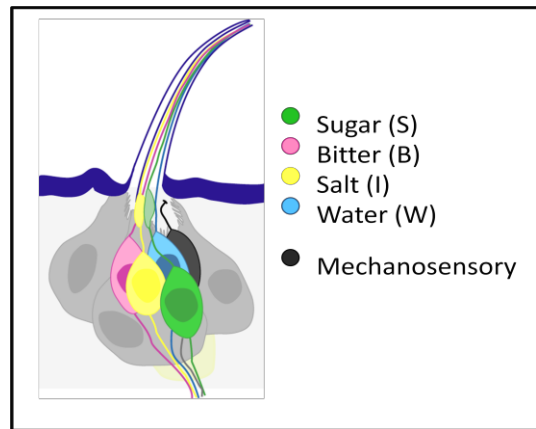 Sugar (S)
Bitter (B)
Salt (I)
Water (W)
Mechanosensory